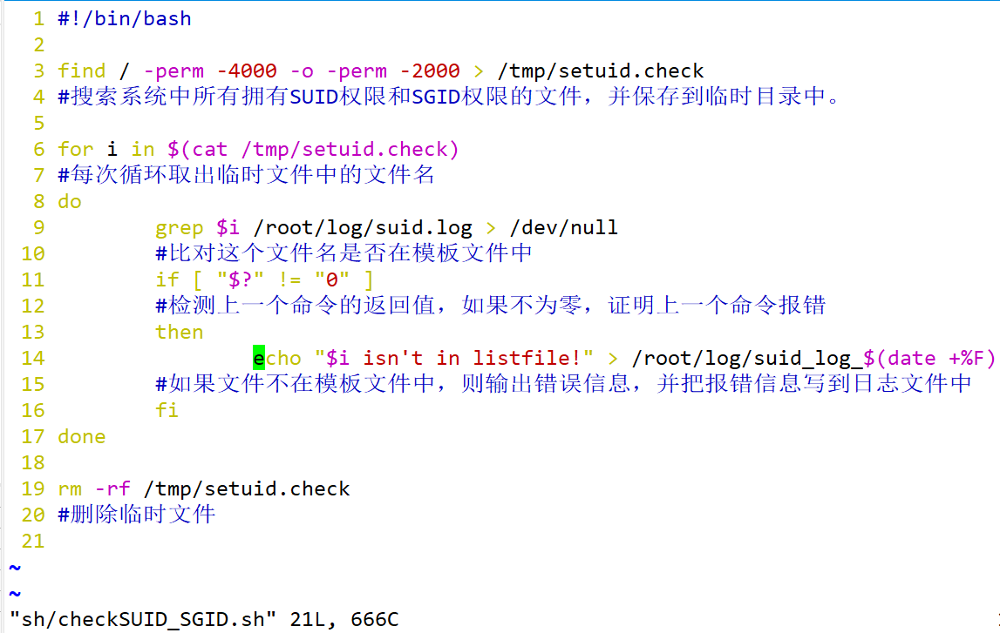 1 #!/bin/bash
2
3 find / -perm -4000 -o -perm -2000 > /tmp/setuid.check
4 #搜索系统中所有拥有SUID权限和SGID权限的文件，并保存到临时目录中。
5
6 for i in $(cat /tmp/setuid.check)
7 #每次循环取出临时文件中的文件名
8 do
9         grep $i /root/log/suid.log > /dev/null
10         #比对这个文件名是否在模板文件中
11         if [ "$?" != "0" ]
12         #检测上一个命令的返回值，如果不为零，证明上一个命令报错
13         then
14                 echo "$i isn't in listfile!" > /root/log/suid_log_$(date +%F)
15         #如果文件不在模板文件中，则输出错误信息，并把报错信息写到日志文件中
16         fi
17 done
18
19 rm -rf /tmp/setuid.check
20 #删除临时文件
21
~
~
"sh/checkSUID_SGID.sh" 21L, 666C